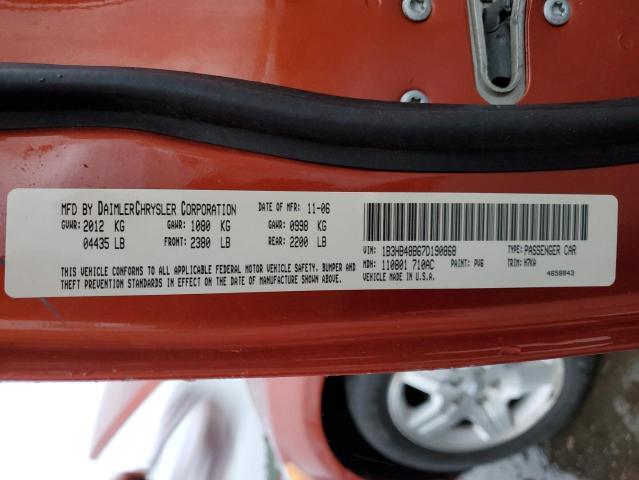 MFD BY DAIMLERCHRYSLER CORPORATION DATE OF MFR: 11-06
GVWR: 2012 KG GAWR: 1080 KG GAWR: 0998 KG
04435 LB FRONT: 2380 LB REAR: 2200 LB
THIS VEHICLE CONFORMS TO ALL APPLICABLE FEDERAL MOTOR VEHICLE SAFETY, BUMPER AND
THEFT PREVENTION STANDARDS IN EFFECT ON THE DATE OF MANUFACTURE SHOWN ABOVE.
VIN: 1B3HB48B67D190868 TYPE: PASSENGER CAR
MDH: 110801 710AC PAINT: PV6 TRIM: H7KA
VEHICLE MADE IN U.S.A. 4658843